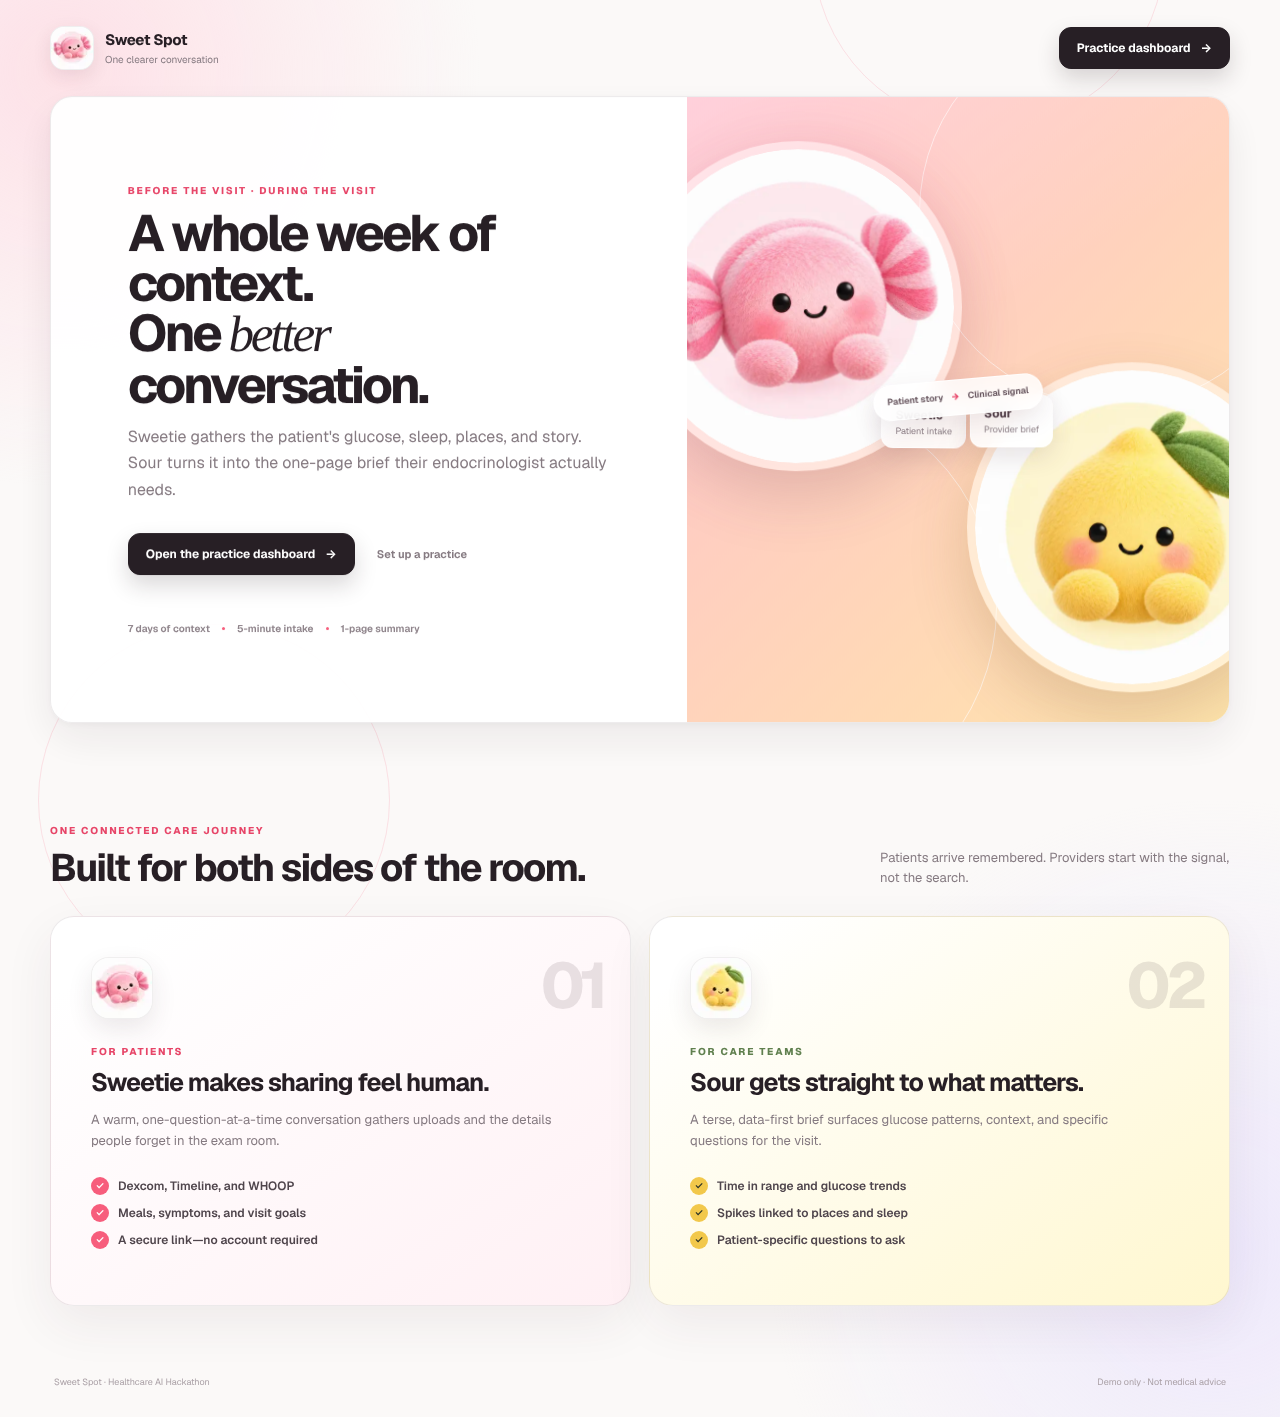 Sweet Spot
One clearer conversation
Practice dashboard →
BEFORE THE VISIT · DURING THE VISIT
A whole week of
context.
One better
conversation.
Sweetie gathers the patient's glucose, sleep, places, and story.
Sour turns it into the one-page brief their endocrinologist actually
needs.
Open the practice dashboard →
Set up a practice
7 days of context • 5-minute intake • 1-page summary
Patient story → Clinical signal
Patient intake
Sour
Provider brief
ONE CONNECTED CARE JOURNEY
Built for both sides of the room.
Patients arrive remembered. Providers start with the signal,
not the search.
01
FOR PATIENTS
Sweetie makes sharing feel human.
A warm, one-question-at-a-time conversation gathers uploads and the details
people forget in the exam room.
Dexcom, Timeline, and WHOOP
Meals, symptoms, and visit goals
A secure link—no account required
02
FOR CARE TEAMS
Sour gets straight to what matters.
A terse, data-first brief surfaces glucose patterns, context, and specific
questions for the visit.
Time in range and glucose trends
Spikes linked to places and sleep
Patient-specific questions to ask
Sweet Spot · Healthcare AI Hackathon
Demo only · Not medical advice